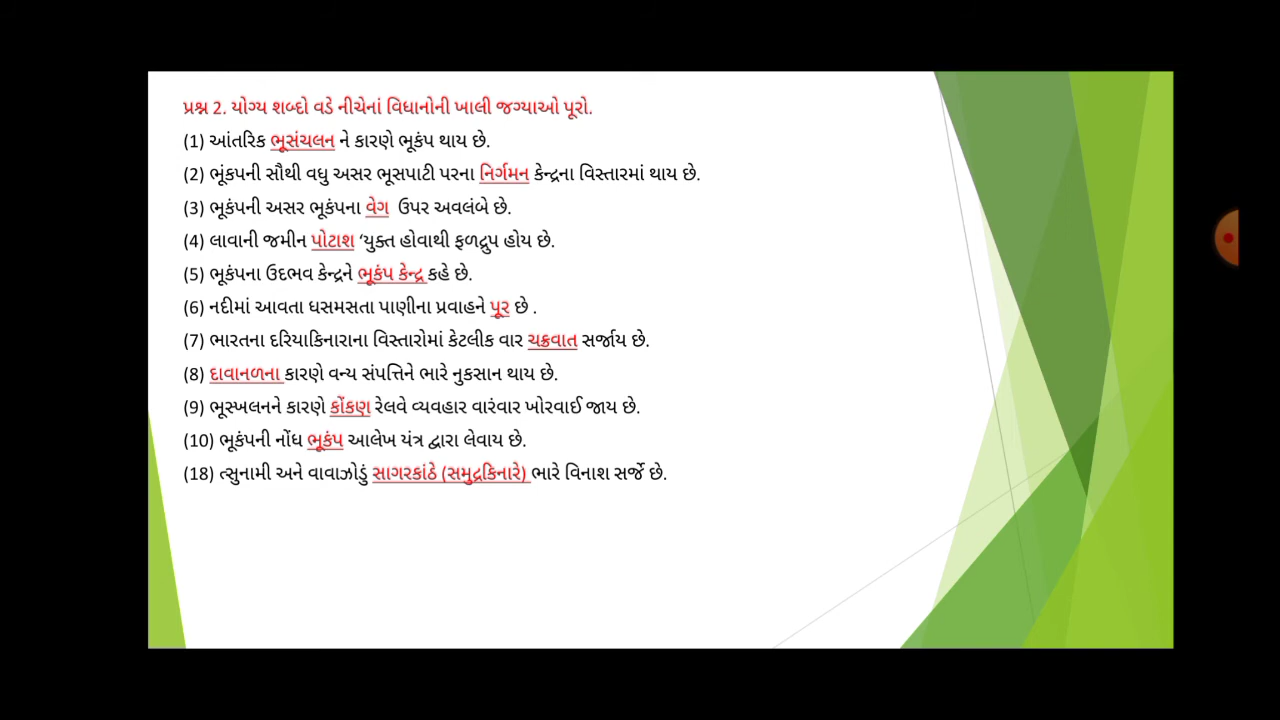 પ્રશ્ન 2. યોગ્ય શબ્દો વડે નીચેનાં વિધાનોની ખાલી જગ્યાઓ પૂરો.
(1) આંતરિક ભૂસંચલન ને કારણે ભૂકંપ થાય છે.
(2) ભૂંકપની સૌથી વધુ અસર ભૂસપાટી પરના નિર્ગમન કેન્દ્રના વિસ્તારમાં થાય છે.
(3) ભૂકંપની અસર ભૂકંપના વેગ ઉપર અવલંબે છે.
(4) લાવાની જમીન પોટાશ ‘યુક્ત હોવાથી ફળદ્રુપ હોય છે.
(5) ભૂકંપના ઉદભવ કેન્દ્રને ભૂકંપ કેન્દ્ર કહે છે.
(6) નદીમાં આવતા ધસમસતા પાણીના પ્રવાહને પૂર છે .
(7) ભારતના દરિયાકિનારાના વિસ્તારોમાં કેટલીક વાર ચક્રવાત સર્જાય છે.
(8) દાવાનળના કારણે વન્ય સંપત્તિને ભારે નુકસાન થાય છે.
(9) ભૂસ્ખલનને કારણે કોંકણ રેલવે વ્યવહાર વારંવાર ખોરવાઈ જાય છે.
(10) ભૂકંપની નોંધ ભૂકંપ આલેખ યંત્ર દ્વારા લેવાય છે.
(18) ત્સુનામી અને વાવાઝોડું સાગરકાંઠે (સમુદ્રકિનારે) ભારે વિનાશ સર્જે છે.